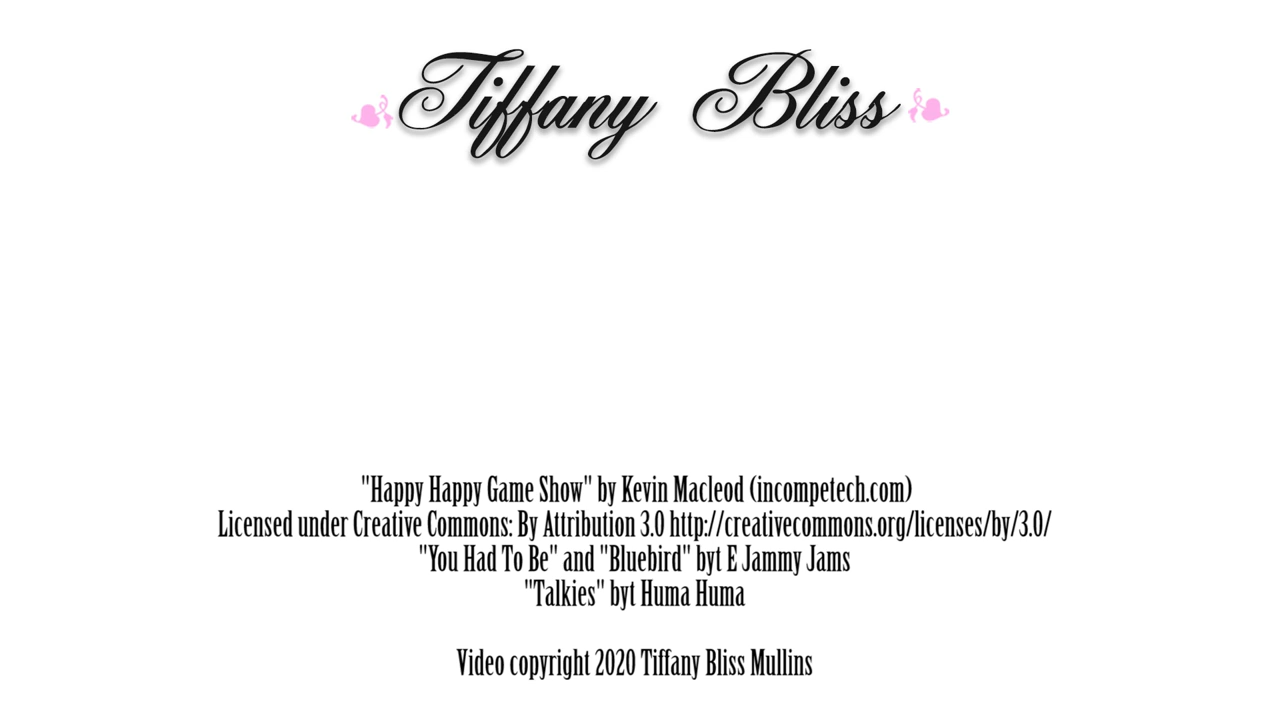 Tiffany Bliss
"Happy Happy Game Show" by Kevin Macleod (incompetech.com)
Licensed under Creative Commons: By Attribution 3.0 http://creativecommons.org/licenses/by/3.0/
"You Had To Be" and "Bluebird" byt E Jammy Jams
"Talkies" byt Huma Huma
Video copyright 2020 Tiffany Bliss Mullins